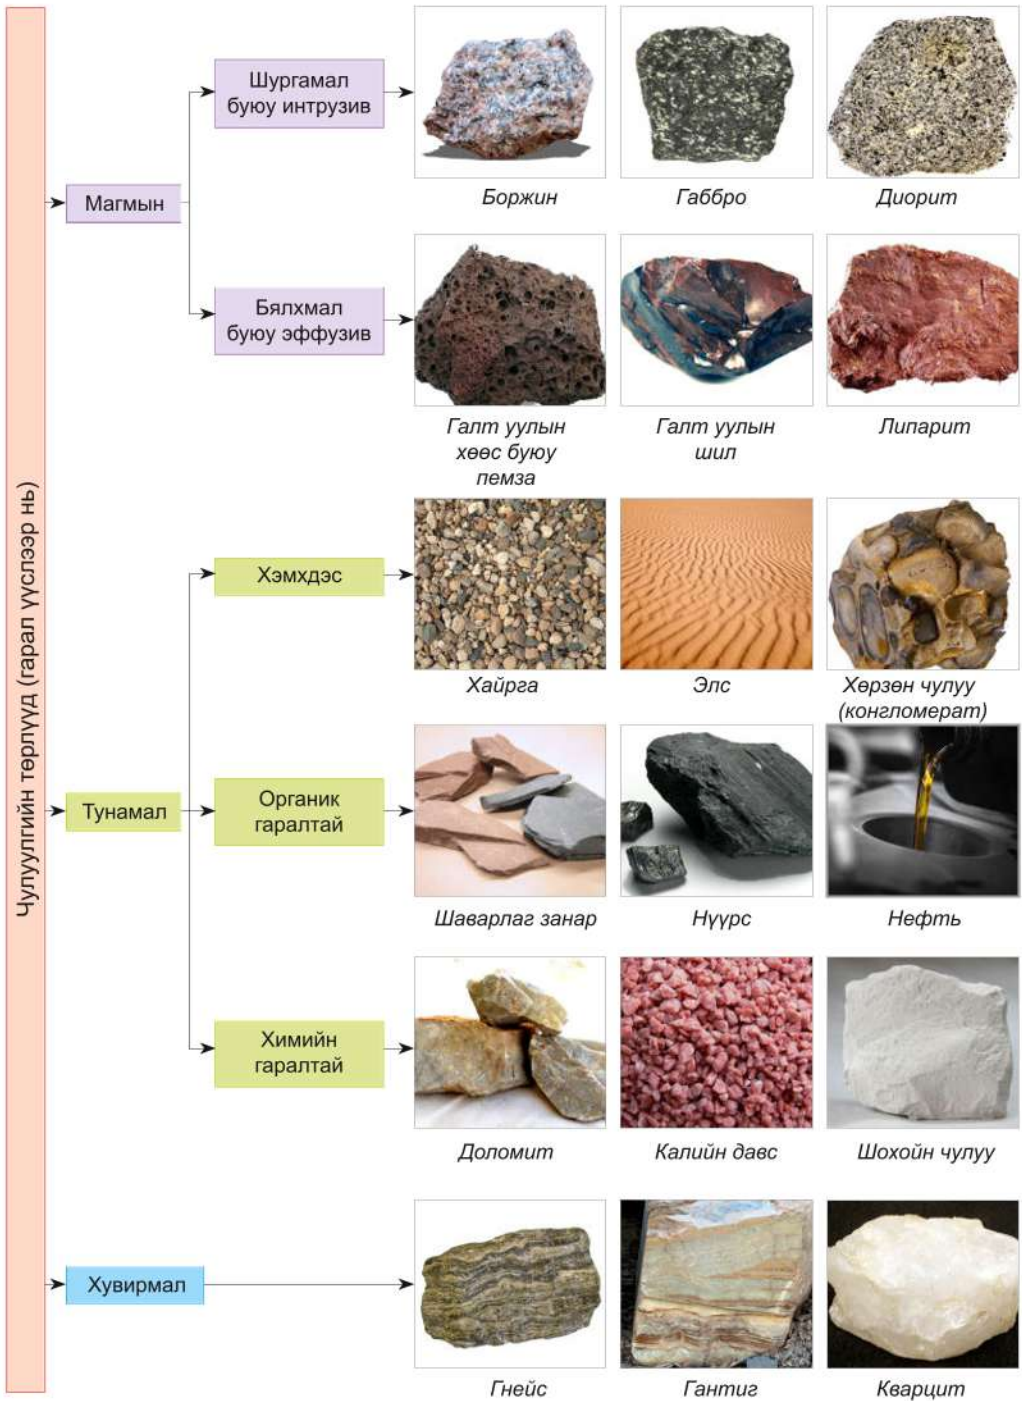 Чулуулгийн төрлүүд (гарал үүслээр нь)
Магмын
Шургамал
буюу интрузив
Боржин
Габбро
Диорит
Бялхмал
буюу эффузив
Галт уулын
хөөс буюу
пемза
Галт уулын
шил
Липарит
Тунамал
Хэмхдэс
Хайрга
Элс
Хөрзөн чулуу
(конгломерат)
Органик
гаралтай
Шаварлаг занар
Нүүрс
Нефть
Химийн
гаралтай
Доломит
Калийн давс
Шохойн чулуу
Хувирмал
Гнейс
Гантиг
Кварцит